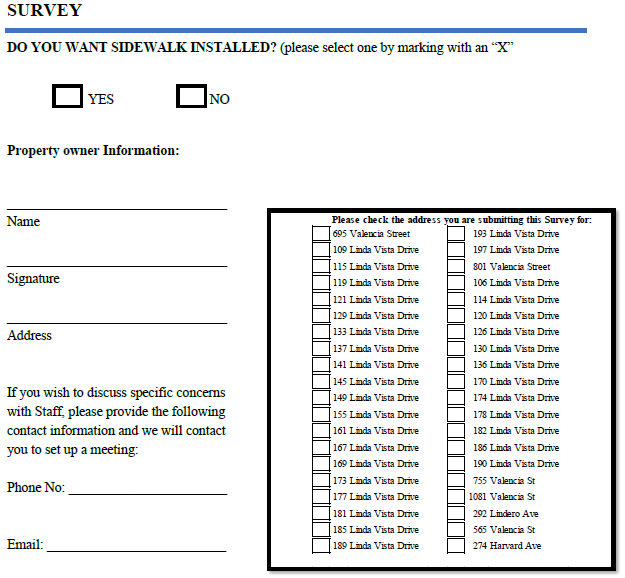 SURVEY
DO YOU WANT SIDEWALK INSTALLED? (please select one by marking with an “X”
YES NO
Property owner Information:
Name
Signature
Address
If you wish to discuss specific concerns
with Staff, please provide the following
contact information and we will contact
you to set up a meeting:
Phone No:
Email:
Please check the address you are submitting this Survey for:
695 Valencia Street
109 Linda Vista Drive
115 Linda Vista Drive
119 Linda Vista Drive
121 Linda Vista Drive
129 Linda Vista Drive
133 Linda Vista Drive
137 Linda Vista Drive
141 Linda Vista Drive
145 Linda Vista Drive
149 Linda Vista Drive
155 Linda Vista Drive
161 Linda Vista Drive
167 Linda Vista Drive
169 Linda Vista Drive
173 Linda Vista Drive
177 Linda Vista Drive
181 Linda Vista Drive
185 Linda Vista Drive
189 Linda Vista Drive
193 Linda Vista Drive
197 Linda Vista Drive
801 Valencia Street
106 Linda Vista Drive
114 Linda Vista Drive
120 Linda Vista Drive
126 Linda Vista Drive
130 Linda Vista Drive
136 Linda Vista Drive
170 Linda Vista Drive
174 Linda Vista Drive
178 Linda Vista Drive
182 Linda Vista Drive
186 Linda Vista Drive
190 Linda Vista Drive
755 Valencia St
1081 Valencia St
292 Lindero Ave
565 Valencia St
274 Harvard Ave